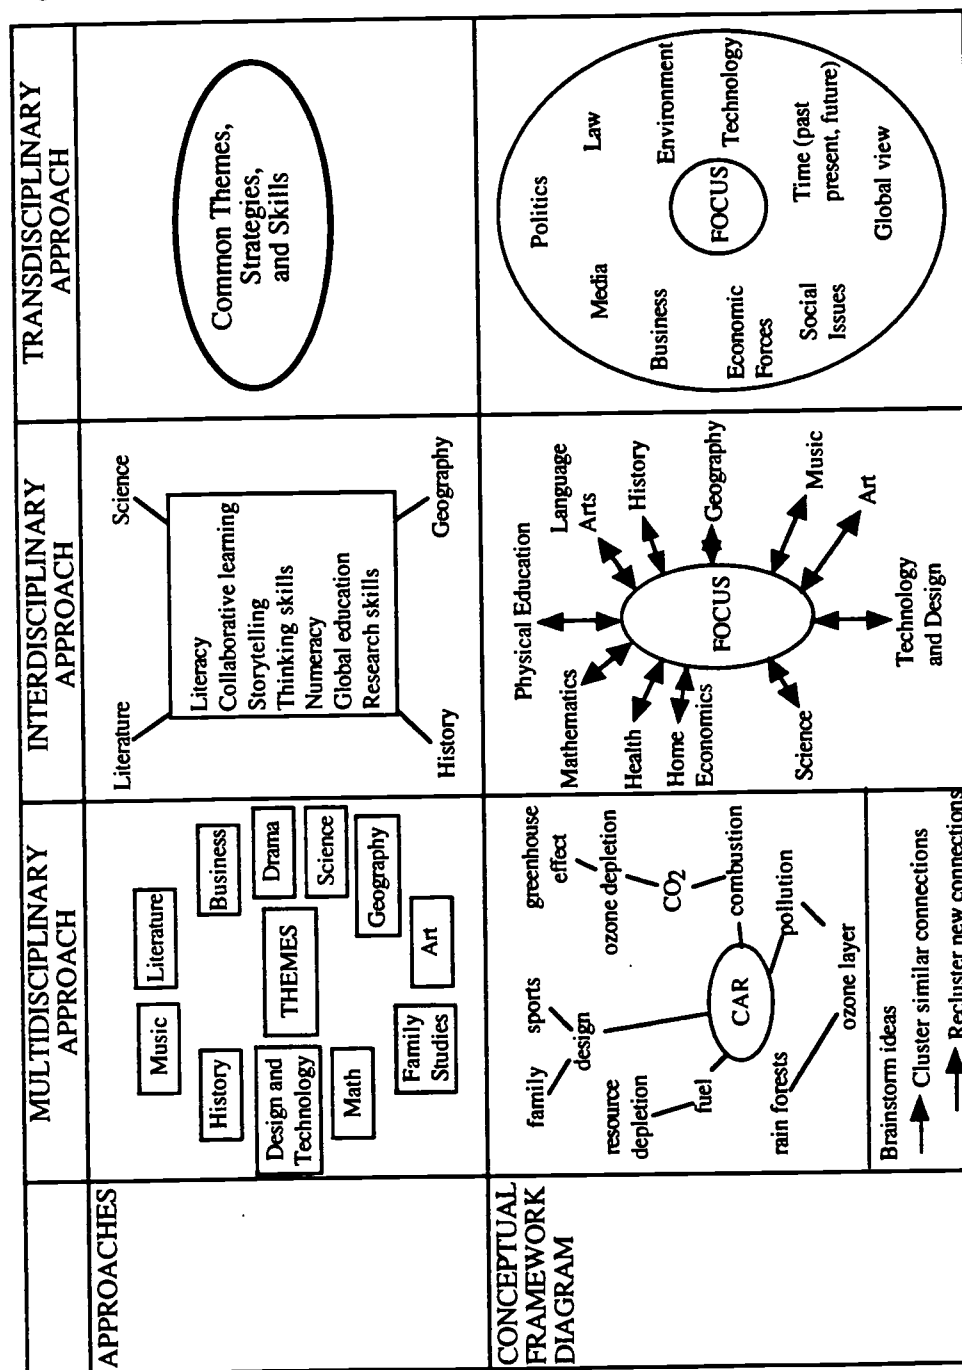 MULTIDISCIPLINARY
APPROACH
INTERDISCIPLINARY
APPROACH
TRANSDISCIPLINARY
APPROACH
APPROACHES
Music
Literature
History
Business
Design and
Technology
THEMES
Drama
Math
Science
Family
Studies
Geography
Art
Literature
Science
Literacy
Collaborative learning
Storytelling
Thinking skills
Numeracy
Global education
Research skills
History
Geography
Common Themes,
Strategies,
and Skills
CONCEPTUAL
FRAMEWORK
DIAGRAM
family
sports
design
greenhouse
effect
ozone depletion
CO2
combustion
resource
depletion
fuel
CAR
pollution
rain forests
ozone layer
Brainstorm ideas
Cluster similar connections
Recluster new connections
Physical Education
Language
Arts
Mathematics
History
Health
Geography
Home
Economics
FOCUS
Music
Science
Art
Technology
and Design
Politics
Media
Law
Business
Environment
FOCUS
Technology
Economic
Forces
Time (past
present, future)
Social
Issues
Global view